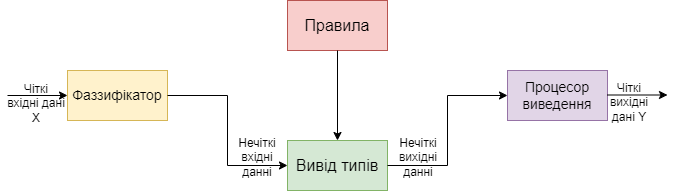 Правила
Чіткі
вхідні дані
X
Фаззифікатор
Нечіткі
вхідні
данні
Вивід типів
Нечіткі
вихідні
данні
Процесор
виведення
Чіткі
вихідні
дані Y